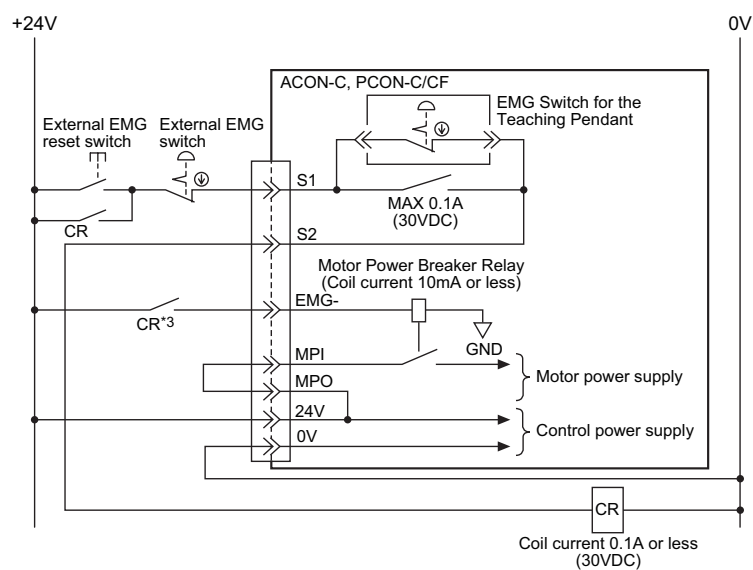 +24V
0V
ACON-C, PCON-C/CF
EMG Switch for the
Teaching Pendant
External EMG
reset switch
External EMG
switch
S1
MAX 0.1A
(30VDC)
CR
S2
Motor Power Breaker Relay
(Coil current 10mA or less)
EMG-
CR*3
GND
MPI
MPO
Motor power supply
24V
0V
Control power supply
CR
Coil current 0.1A or less
(30VDC)